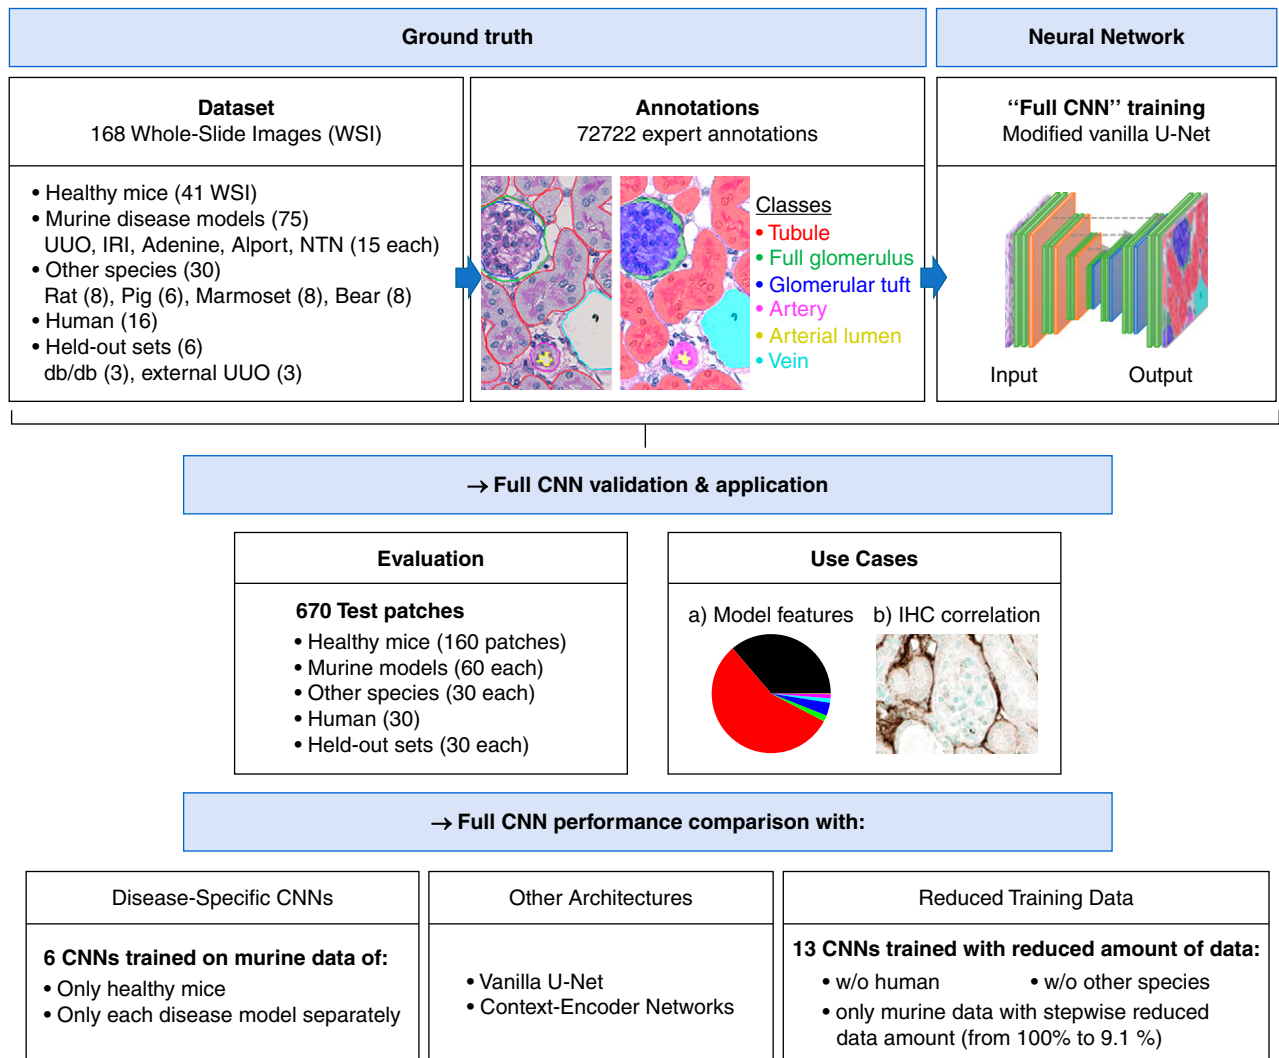 Ground truth
Neural Network
Dataset
168 Whole-Slide Images (WSI)
• Healthy mice (41 WSI)
• Murine disease models (75)
UUO, IRI, Adenine, Alport, NTN (15 each)
• Other species (30)
Rat (8), Pig (6), Marmoset (8), Bear (8)
• Human (16)
• Held-out sets (6)
db/db (3), external UUO (3)
Annotations
72722 expert annotations
Classes
• Tubule
• Full glomerulus
• Glomerular tuft
• Artery
• Arterial lumen
• Vein
“Full CNN” training
Modified vanilla U-Net
Input
Output
→ Full CNN validation & application
Evaluation
670 Test patches
• Healthy mice (160 patches)
• Murine models (60 each)
• Other species (30 each)
• Human (30)
• Held-out sets (30 each)
Use Cases
a) Model features
b) IHC correlation
→ Full CNN performance comparison with:
Disease-Specific CNNs
6 CNNs trained on murine data of:
• Only healthy mice
• Only each disease model separately
Other Architectures
• Vanilla U-Net
• Context-Encoder Networks
Reduced Training Data
13 CNNs trained with reduced amount of data:
• w/o human
• w/o other species
• only murine data with stepwise reduced
data amount (from 100% to 9.1 %)